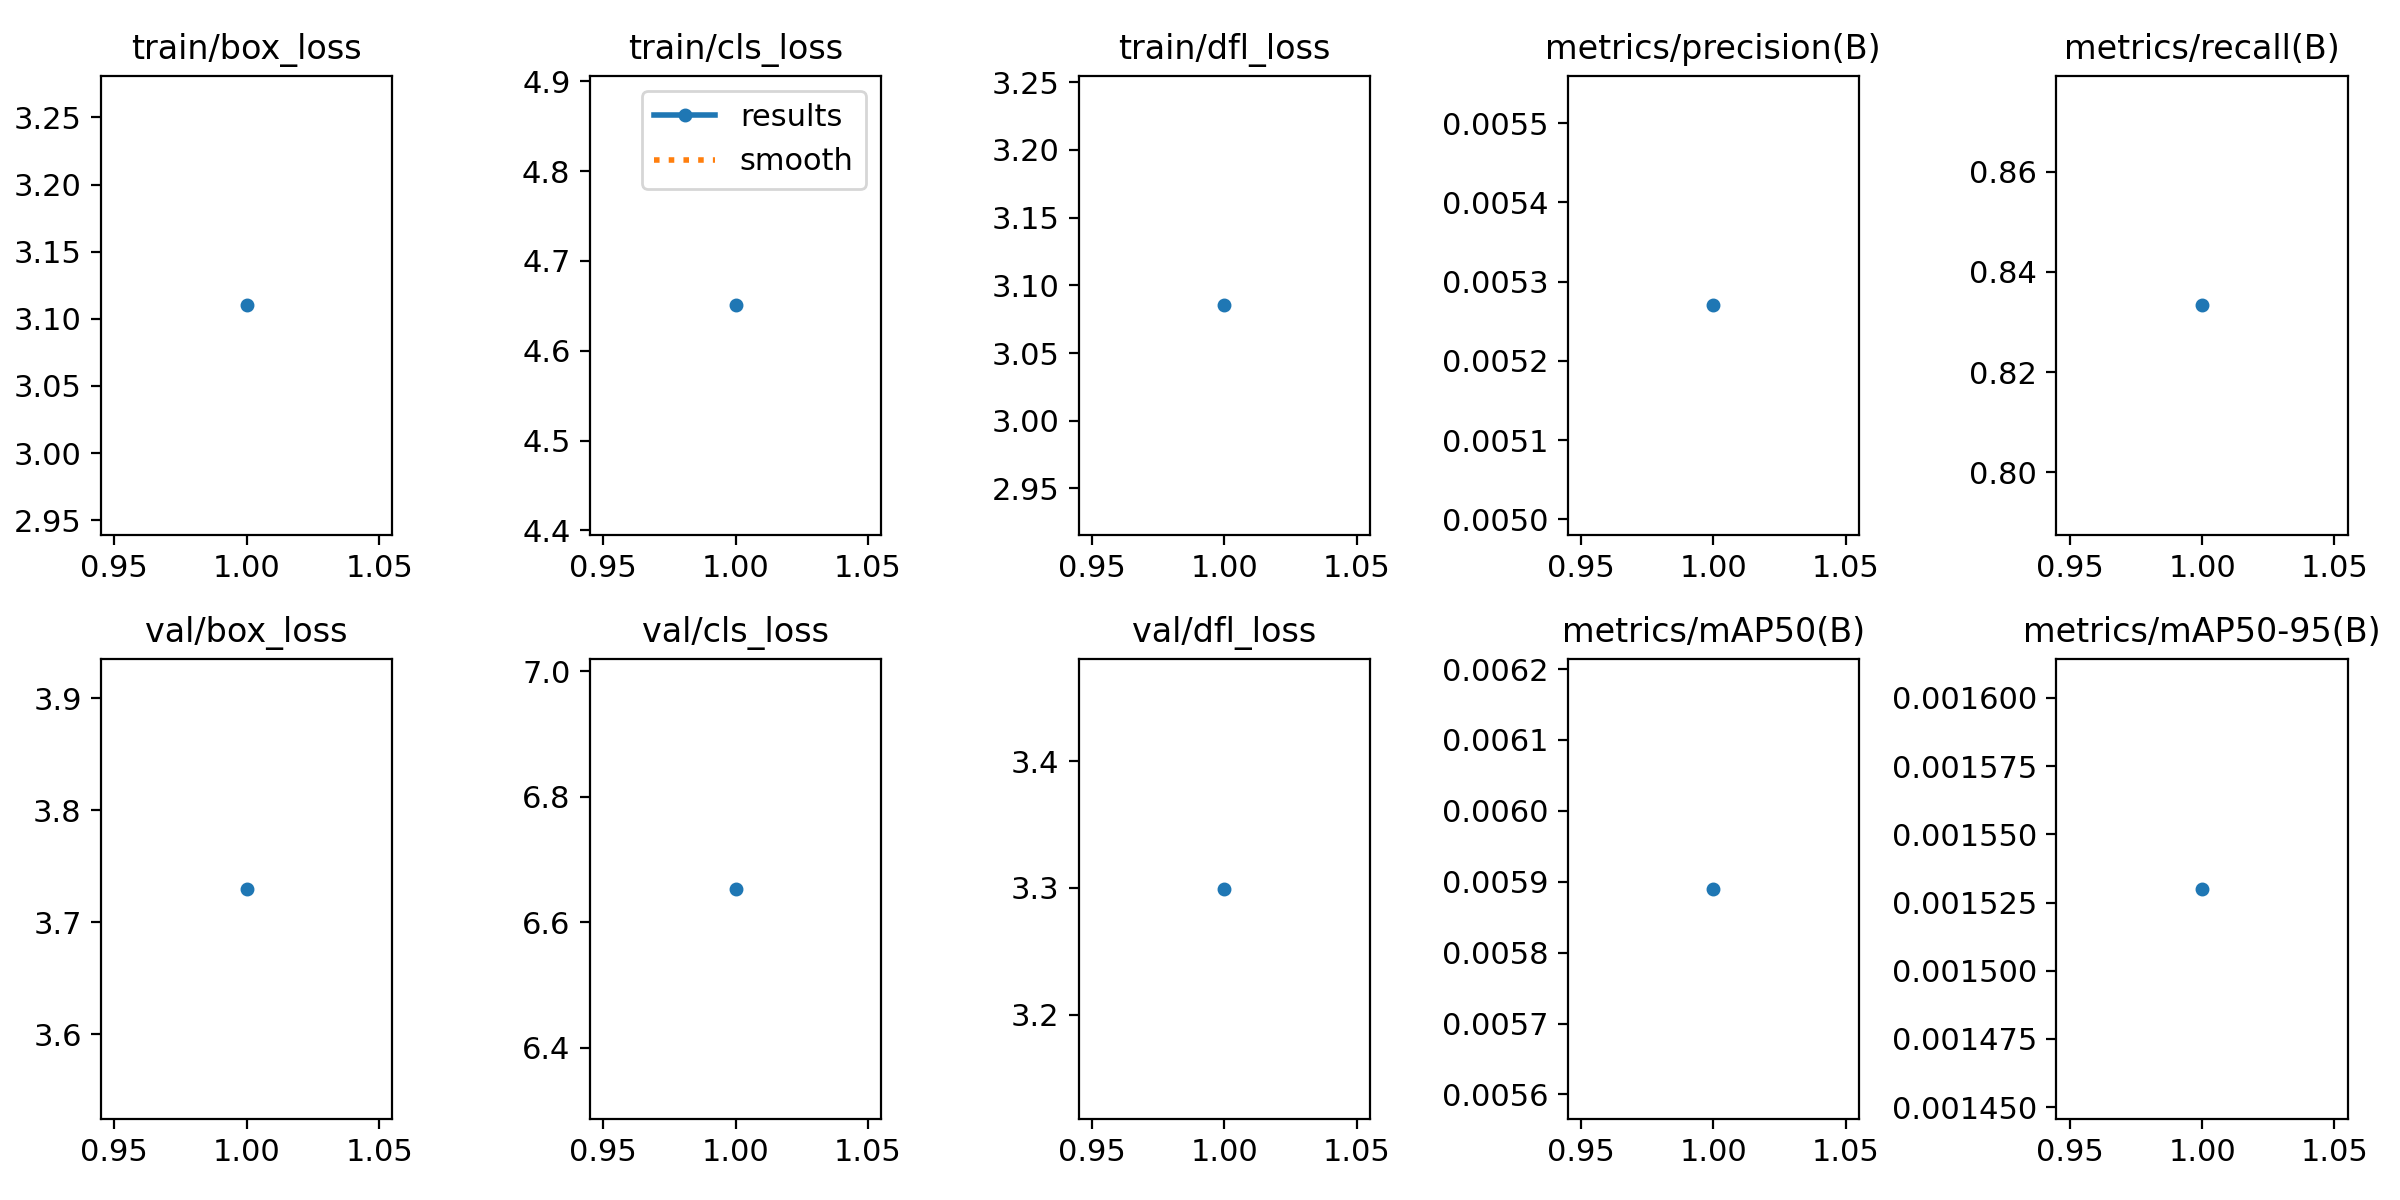 train/box_loss
3.25
3.20
3.15
3.10
3.05
3.00
2.95
0.95 1.00 1.05
train/cls_loss
4.9
4.8
4.7
4.6
4.5
4.4
results
smooth
0.95 1.00 1.05
train/dfl_loss
3.25
3.20
3.15
3.10
3.05
3.00
2.95
0.95 1.00 1.05
metrics/precision(B)
0.0055
0.0054
0.0053
0.0052
0.0051
0.0050
0.95 1.00 1.05
metrics/recall(B)
0.86
0.84
0.82
0.80
0.95 1.00 1.05
val/box_loss
3.9
3.8
3.7
3.6
0.95 1.00 1.05
val/cls_loss
7.0
6.8
6.6
6.4
0.95 1.00 1.05
val/dfl_loss
3.4
3.3
3.2
0.95 1.00 1.05
metrics/mAP50(B)
0.0062
0.0061
0.0060
0.0059
0.0058
0.0057
0.0056
0.95 1.00 1.05
metrics/mAP50-95(B)
0.001600
0.001575
0.001550
0.001525
0.001500
0.001475
0.001450
0.95 1.00 1.05